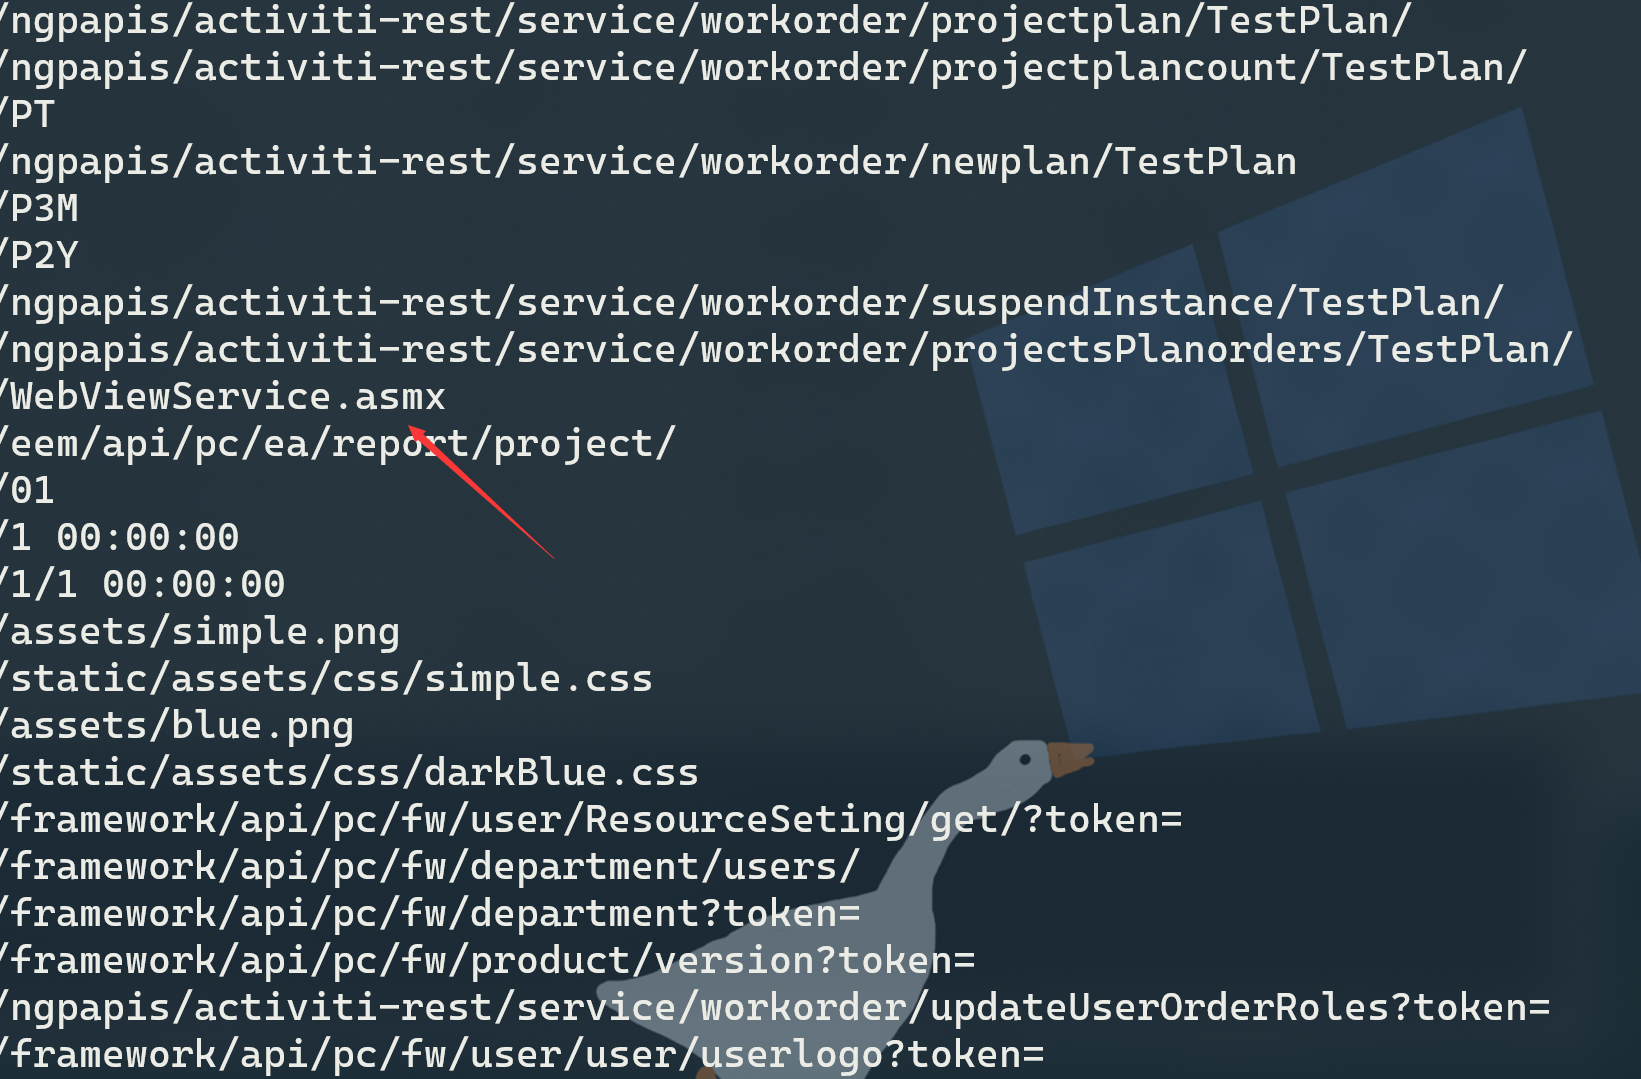 /ngpapis/activiti-rest/service/workorder/projectplan/TestPlan/
/ngpapis/activiti-rest/service/workorder/projectplancount/TestPlan/
/PT
/ngpapis/activiti-rest/service/workorder/newplan/TestPlan
/P3M
/P2Y
/ngpapis/activiti-rest/service/workorder/suspendInstance/TestPlan/
/ngpapis/activiti-rest/service/workorder/projectsPlanorders/TestPlan/
/WebViewService.asmx
/eem/api/pc/ea/report/project/
/01
/1 00:00:00
/1/1 00:00:00
/assets/simple.png
/static/assets/css/simple.css
/assets/blue.png
/static/assets/css/darkBlue.css
/framework/api/pc/fw/user/ResourceSeting/get/?token=
/framework/api/pc/fw/department/users/
/framework/api/pc/fw/department?token=
/framework/api/pc/fw/product/version?token=
/ngpapis/activiti-rest/service/workorder/updateUserOrderRoles?token=
/framework/api/pc/fw/user/user/userlogo?token=